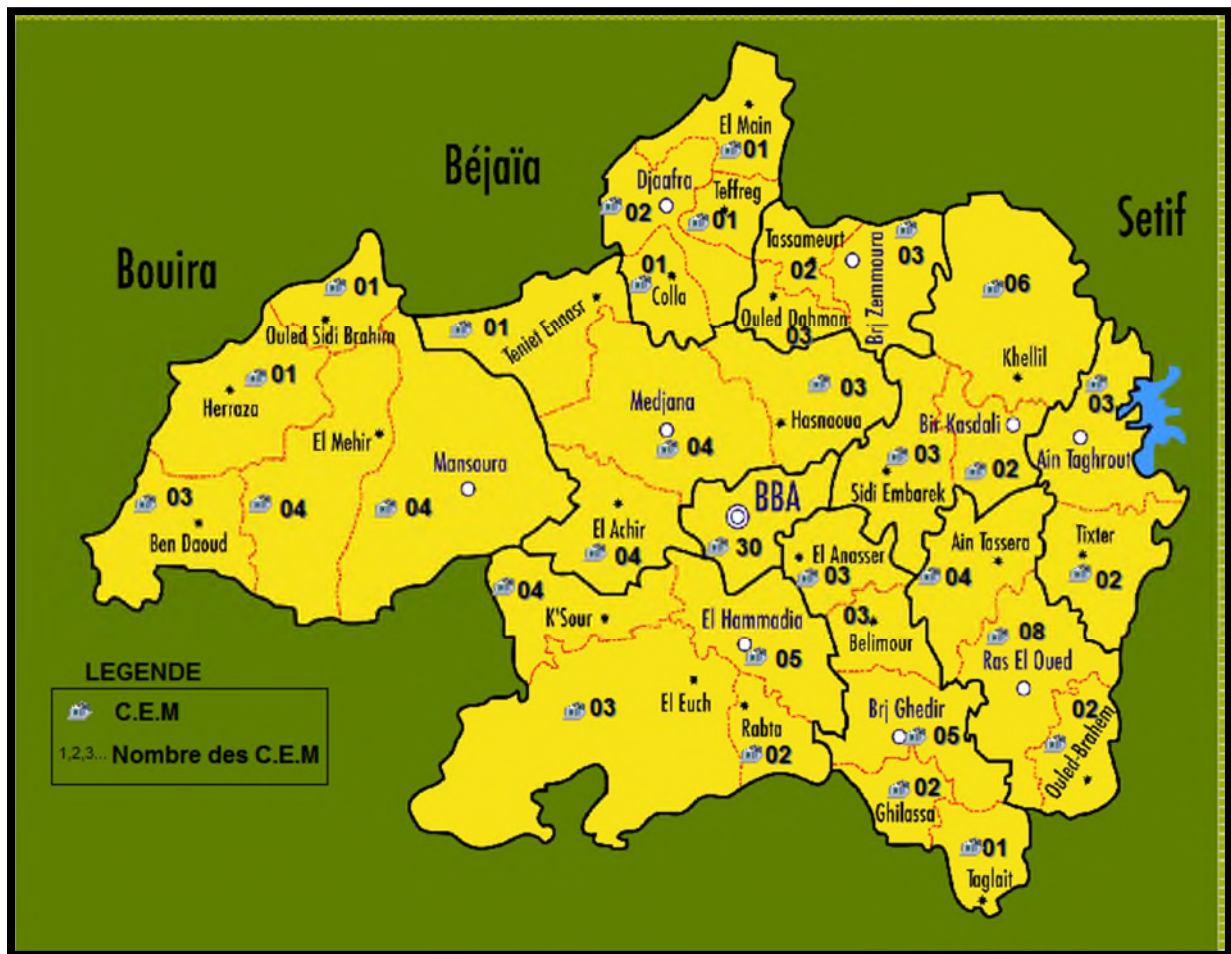 Béjaïa
Setif
Bouira
El Main
01
Djaafra
02
Teffreg
01
Tassameurt
02
Brj Zemmoura
03
01
Colla
Ouled Dahman
03
01
Ouled Sidi Brahim
01
Teniet Ennasr
06
Khellil
01
Herraza
03
Hasnaoua
03
Ain Taghrout
Medjana
04
Bir Kasdali
02
El Mehir
04
Mansoura
04
03
Sidi Embarek
03
Ben Daoud
El Achir
04
BBA
30
El Anasser
03
Ain Tassera
04
Tixter
02
04
K'Sour
El Hammadia
05
03
Belimour
08
Ras El Oued
03
El Euch
Rabta
02
Brj Ghedir
05
02
Ouled-Brahem
02
Ghilassa
01
Taglait
LEGENDE
C.E.M
1,2,3... Nombre des C.E.M